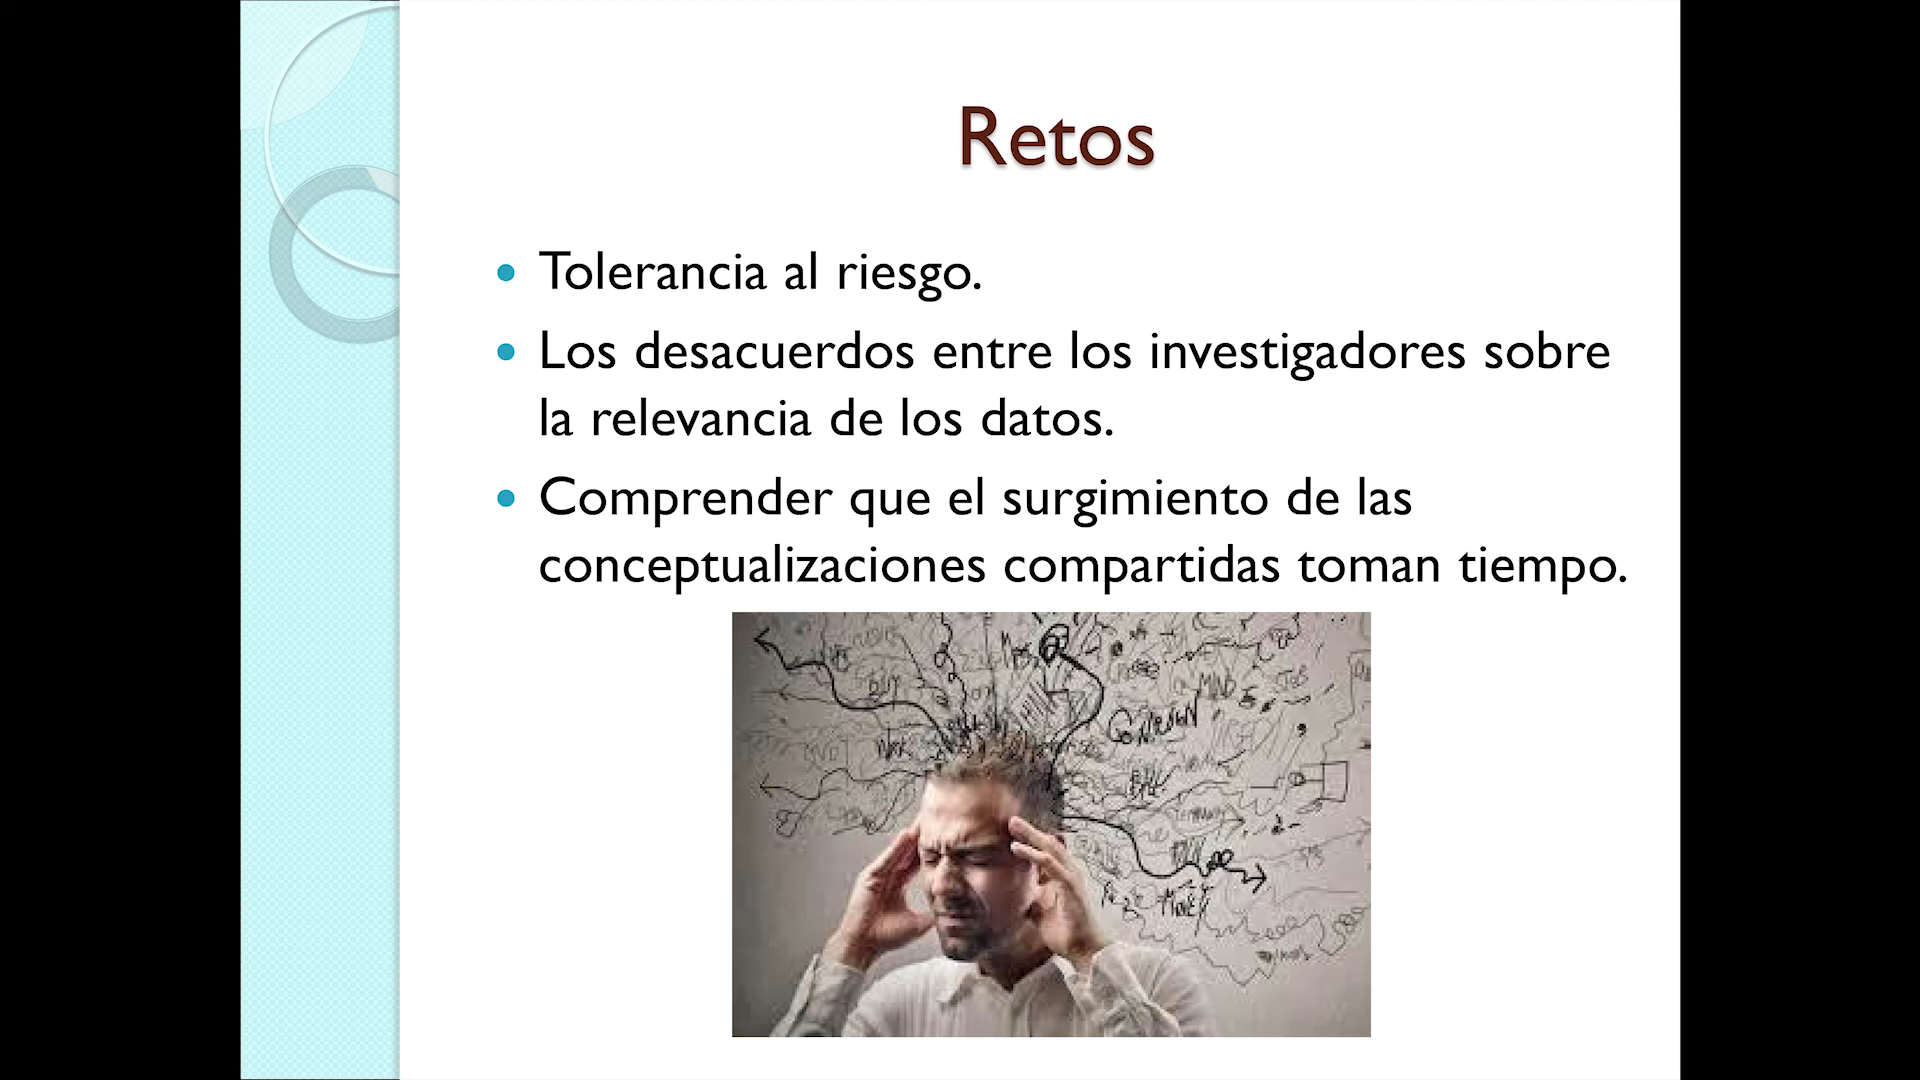 Retos
Tolerancia al riesgo.
Los desacuerdos entre los investigadores sobre
la relevancia de los datos.
Comprender que el surgimiento de las
conceptualizaciones compartidas toman tiempo.
MIND